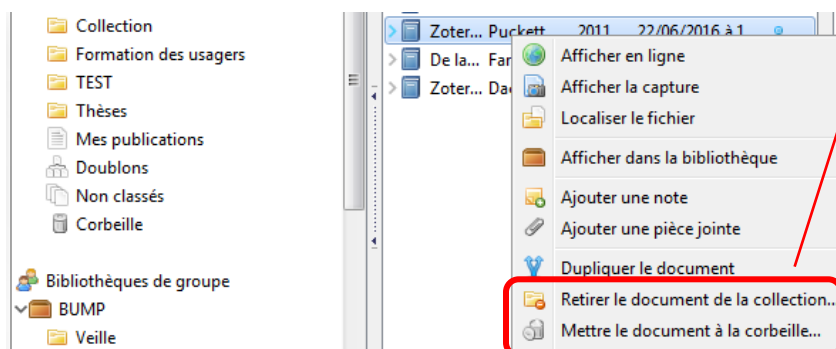 Collection
Formation des usagers
TEST
Thèses
Mes publications
Doublons
Non classés
Corbeille
Bibliothèques de groupe
BUMP
Veille
Zoter... Puckett 2011 22/06/2016 à 1
De la... Far
Zoter... Dae
Afficher en ligne
Afficher la capture
Localiser le fichier
Afficher dans la bibliothèque
Ajouter une note
Ajouter une pièce jointe
Dupliquer le document
Retirer le document de la collection...
Mettre le document à la corbeille...